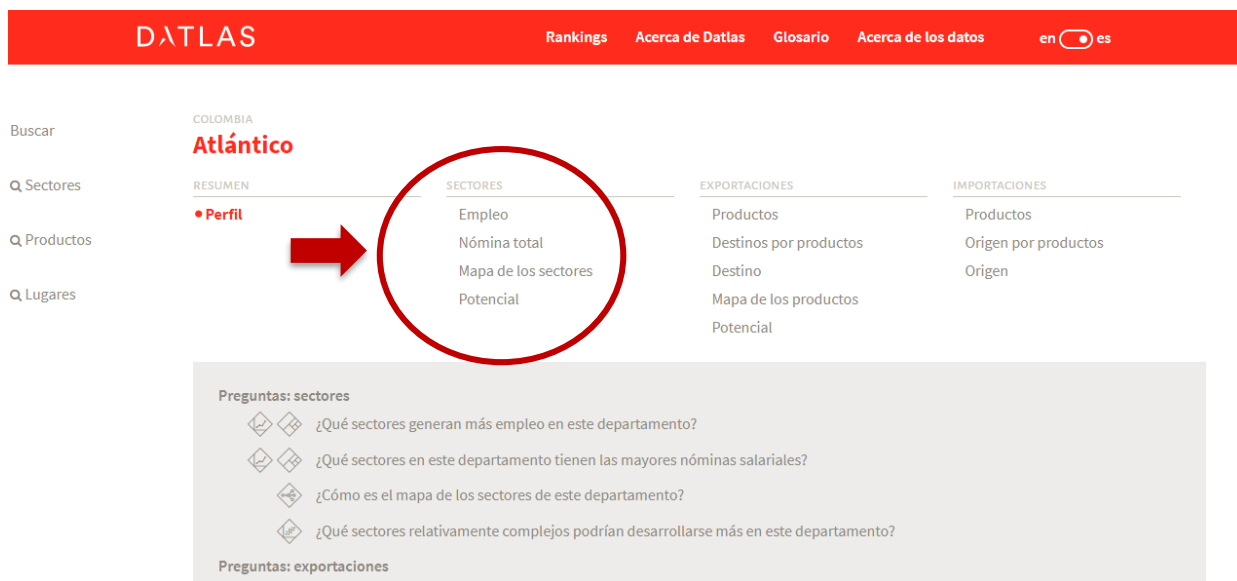 DATLAS
Rankings Acerca de Datlas Glosario Acerca de los datos en es
Buscar
Sectores
Productos
Lugares
COLOMBIA
Atlántico
RESUMEN
Perfil
SECTORES
Empleo
Nómina total
Mapa de los sectores
Potencial
EXPORTACIONES
Productos
Destinos por productos
Destino
Mapa de los productos
Potencial
IMPORTACIONES
Productos
Origen por productos
Origen
Preguntas: sectores
¿Qué sectores generan más empleo en este departamento?
¿Qué sectores en este departamento tienen las mayores nóminas salariales?
¿Cómo es el mapa de los sectores de este departamento?
¿Qué sectores relativamente complejos podrían desarrollarse más en este departamento?
Preguntas: exportaciones